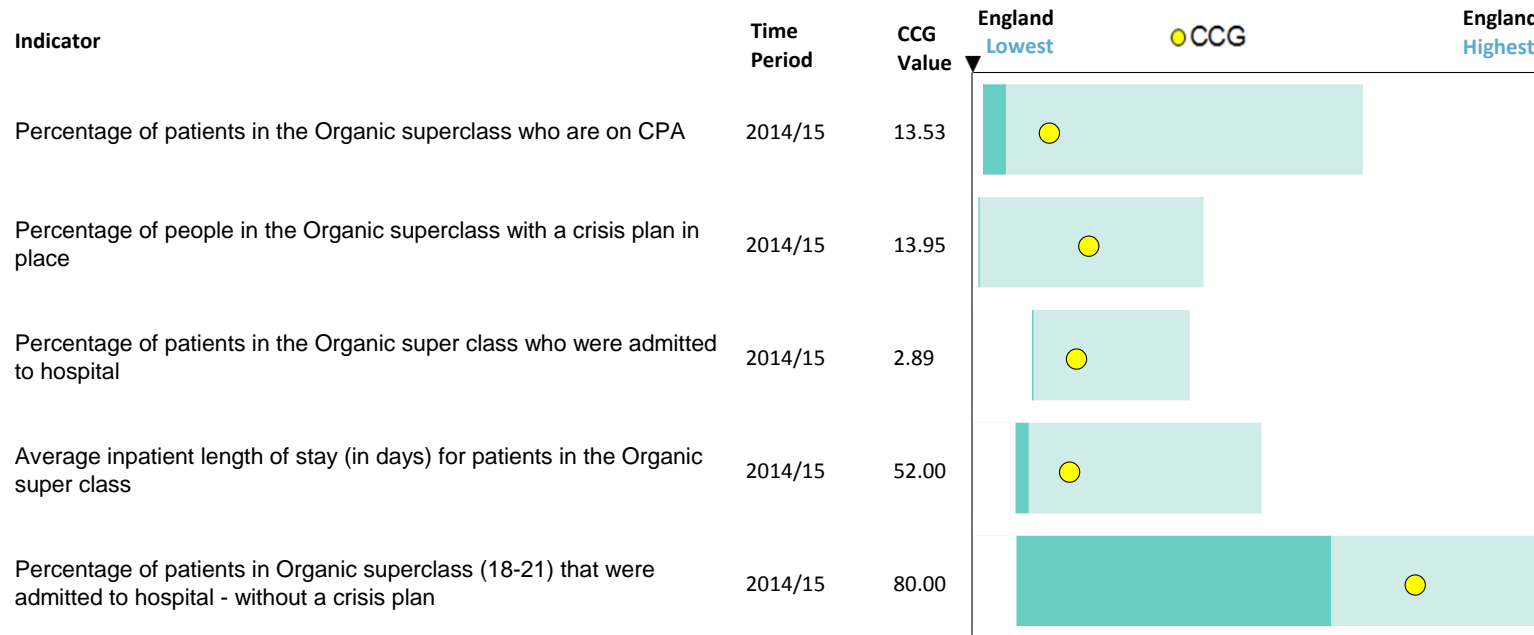 Indicator
Time
Period
CCG
Value
England
Lowest
CCG
England
Highest
Percentage of patients in the Organic superclass who are on CPA 2014/15 13.53
Percentage of people in the Organic superclass with a crisis plan in
place
2014/15 13.95
Percentage of patients in the Organic super class who were admitted
to hospital
2014/15 2.89
Average inpatient length of stay (in days) for patients in the Organic
super class
2014/15 52.00
Percentage of patients in Organic superclass (18-21) that were
admitted to hospital - without a crisis plan
2014/15 80.00